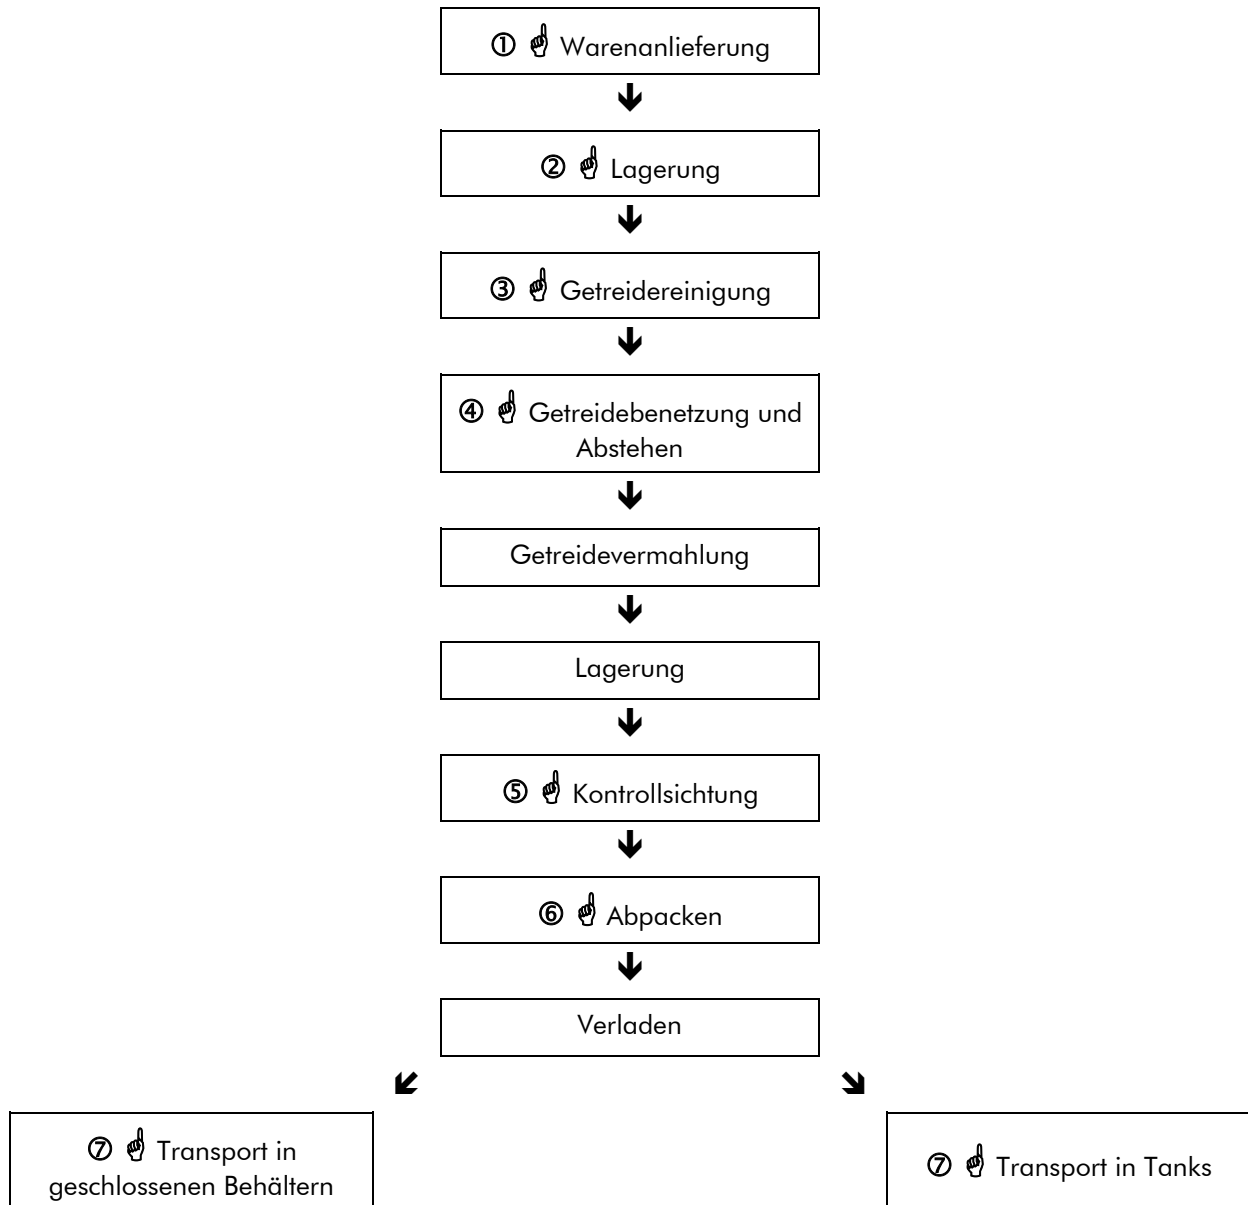 ① ☝ Warenanlieferung
🡫
② ☝ Lagerung
🡫
③ ☝ Getreidereinigung
🡫
④ ☝ Getreidebenetzung und
Abstehen
🡫
Getreidevermahlung
🡫
Lagerung
🡫
⑤ ☝ Kontrollsichtung
🡫
⑥ ☝ Abpacken
🡫
Verladen
🡯 🡮
⑦ ☝ Transport in
geschlossenen Behältern
⑦ ☝ Transport in Tanks